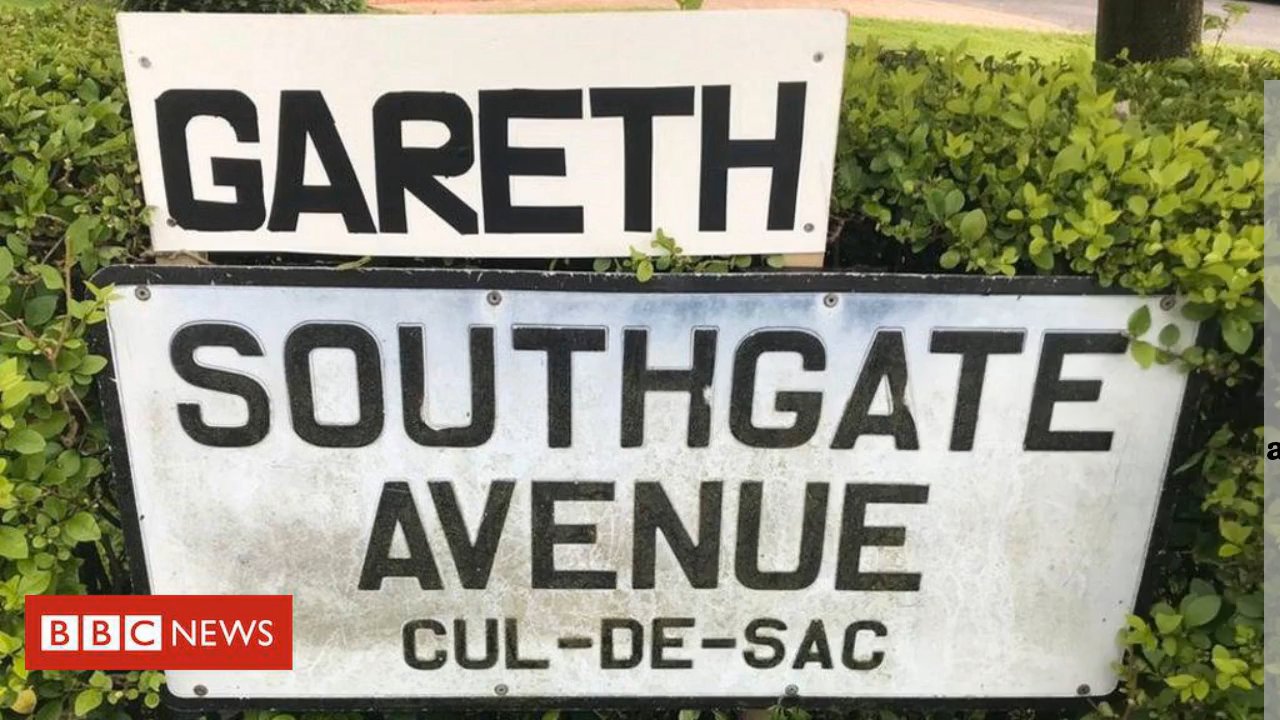 GARETH
SOUTHGATE
AVENUE
CUL-DE-SAC
BBC NEWS
a